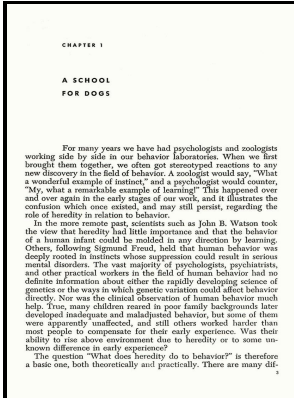 CHAPTER 1
A SCHOOL
FOR DOGS
For many years we have had psychologists and zoologists
working side by side in our behavior laboratories. When we first
brought them together, we often got stereotyped reactions to any
new discovery in the field of behavior. A zoologist would say, "What
a wonderful example of instinct," and a psychologist would counter,
"My, what a remarkable example of learning!" This happened over
and over again in the early stages of our work, and it illustrates the
confusion which once existed, and may still persist, regarding the
role of heredity in relation to behavior.
In the more remote past, scientists such as John B. Watson took
the view that heredity had little importance and that the behavior
of a human infant could be molded in any direction by learning.
Others, following Sigmund Freud, held that human behavior was
deeply rooted in instincts whose suppression could result in serious
mental disorders. The vast majority of psychologists, psychiatrists,
and other practical workers in the field of human behavior had no
definite information about either the rapidly developing science of
genetics or the ways in which genetic variation could affect behavior
directly. Nor was the clinical observation of human behavior much
help. True, many children reared in poor family backgrounds later
developed inadequate and maladjusted behavior, but some of them
were apparently unaffected, and still others worked harder than
most people to compensate for their early experience. Was their
ability to rise above environment due to heredity or to some un-
known difference in early experience?
The question "What does heredity do to behavior?" is therefore
a basic one, both theoretically and practically. There are many dif-
3